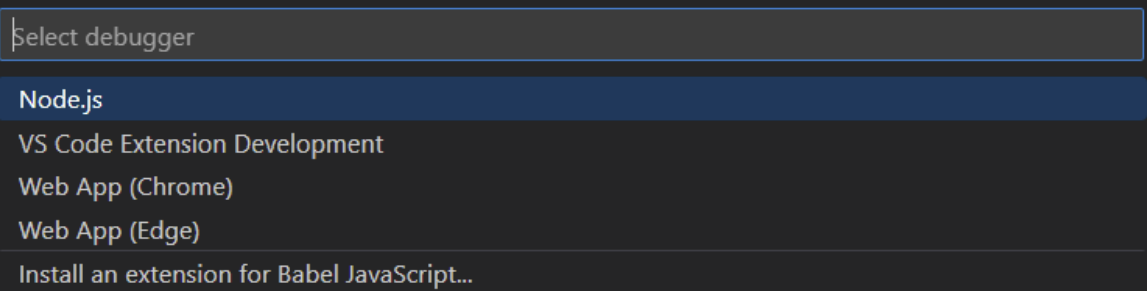 Select debugger
Node.js
VS Code Extension Development
Web App (Chrome)
Web App (Edge)
Install an extension for Babel JavaScript...